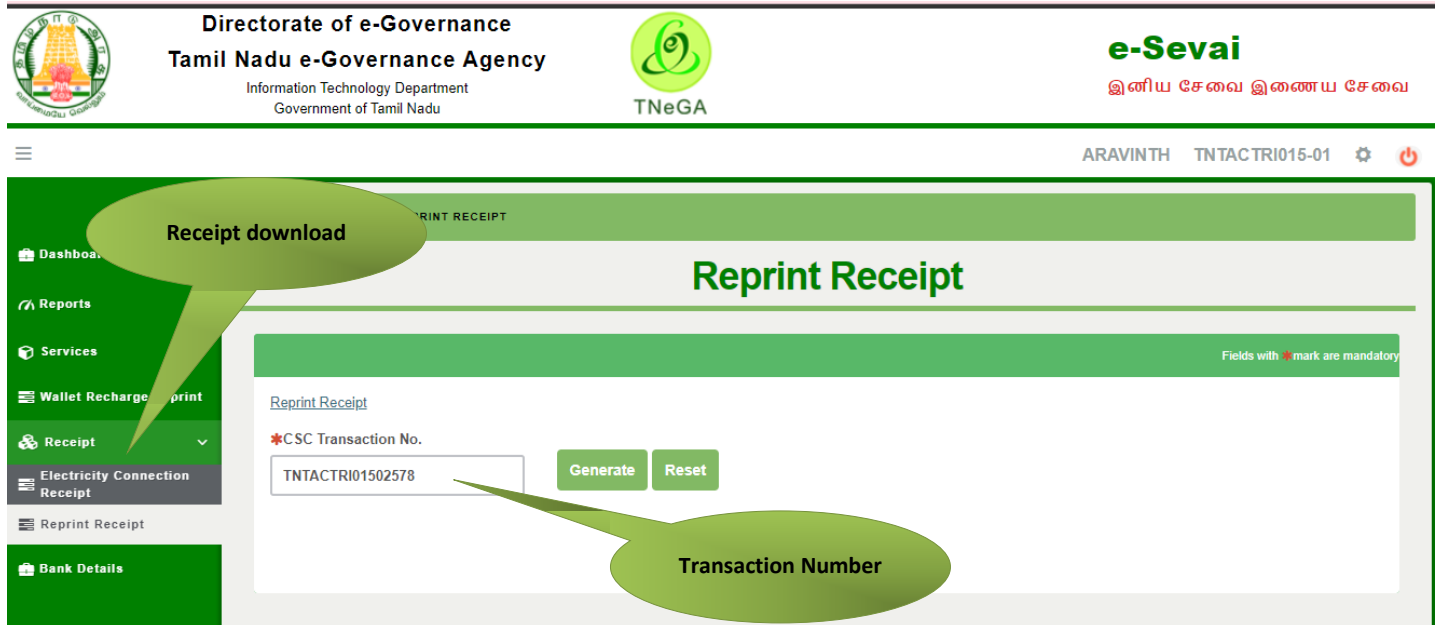 Directorate of e-Governance
Tamil Nadu e-Governance Agency
Information Technology Department
Government of Tamil Nadu
TNeGA
e-Sevai
இனிய சேவை இணைய சேவை
ARAVINTH TNTACTRI015-01
RINT RECEIPT
Receipt download
Reprint Receipt
Reports
Services
Fields with *mark are mandatory
Wallet Recharge
print
Reprint Receipt
*CSC Transaction No.
Receipt
TNTACTRI01502578
Generate Reset
Electricity Connection
Receipt
Reprint Receipt
Transaction Number
Bank Details